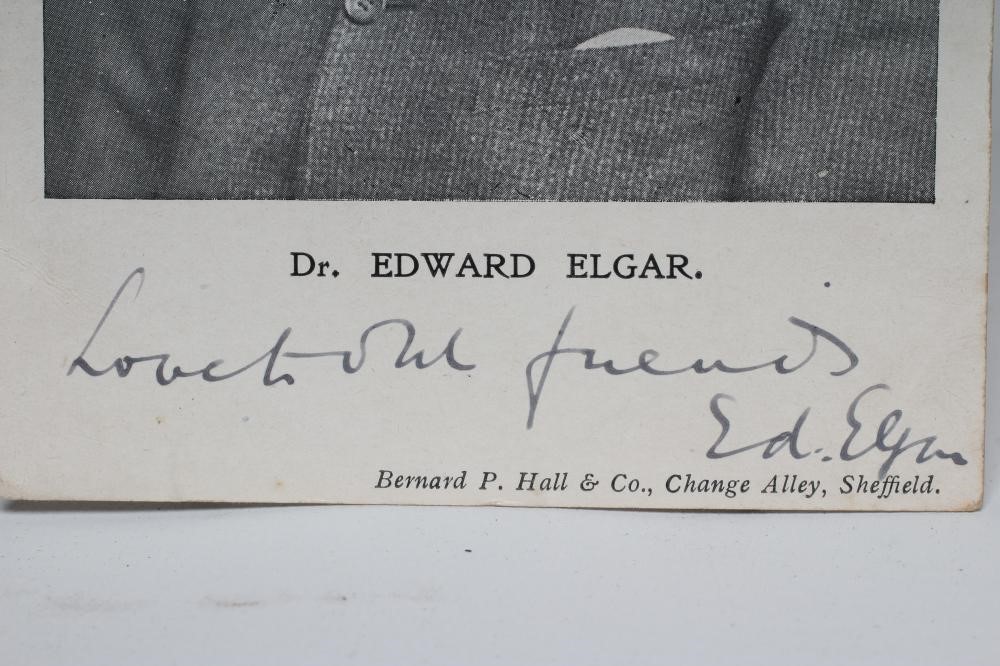 Dr. EDWARD ELGAR.
Love to old friends
Ed. Elgar
Bernard P. Hall & Co., Change Alley, Sheffield.